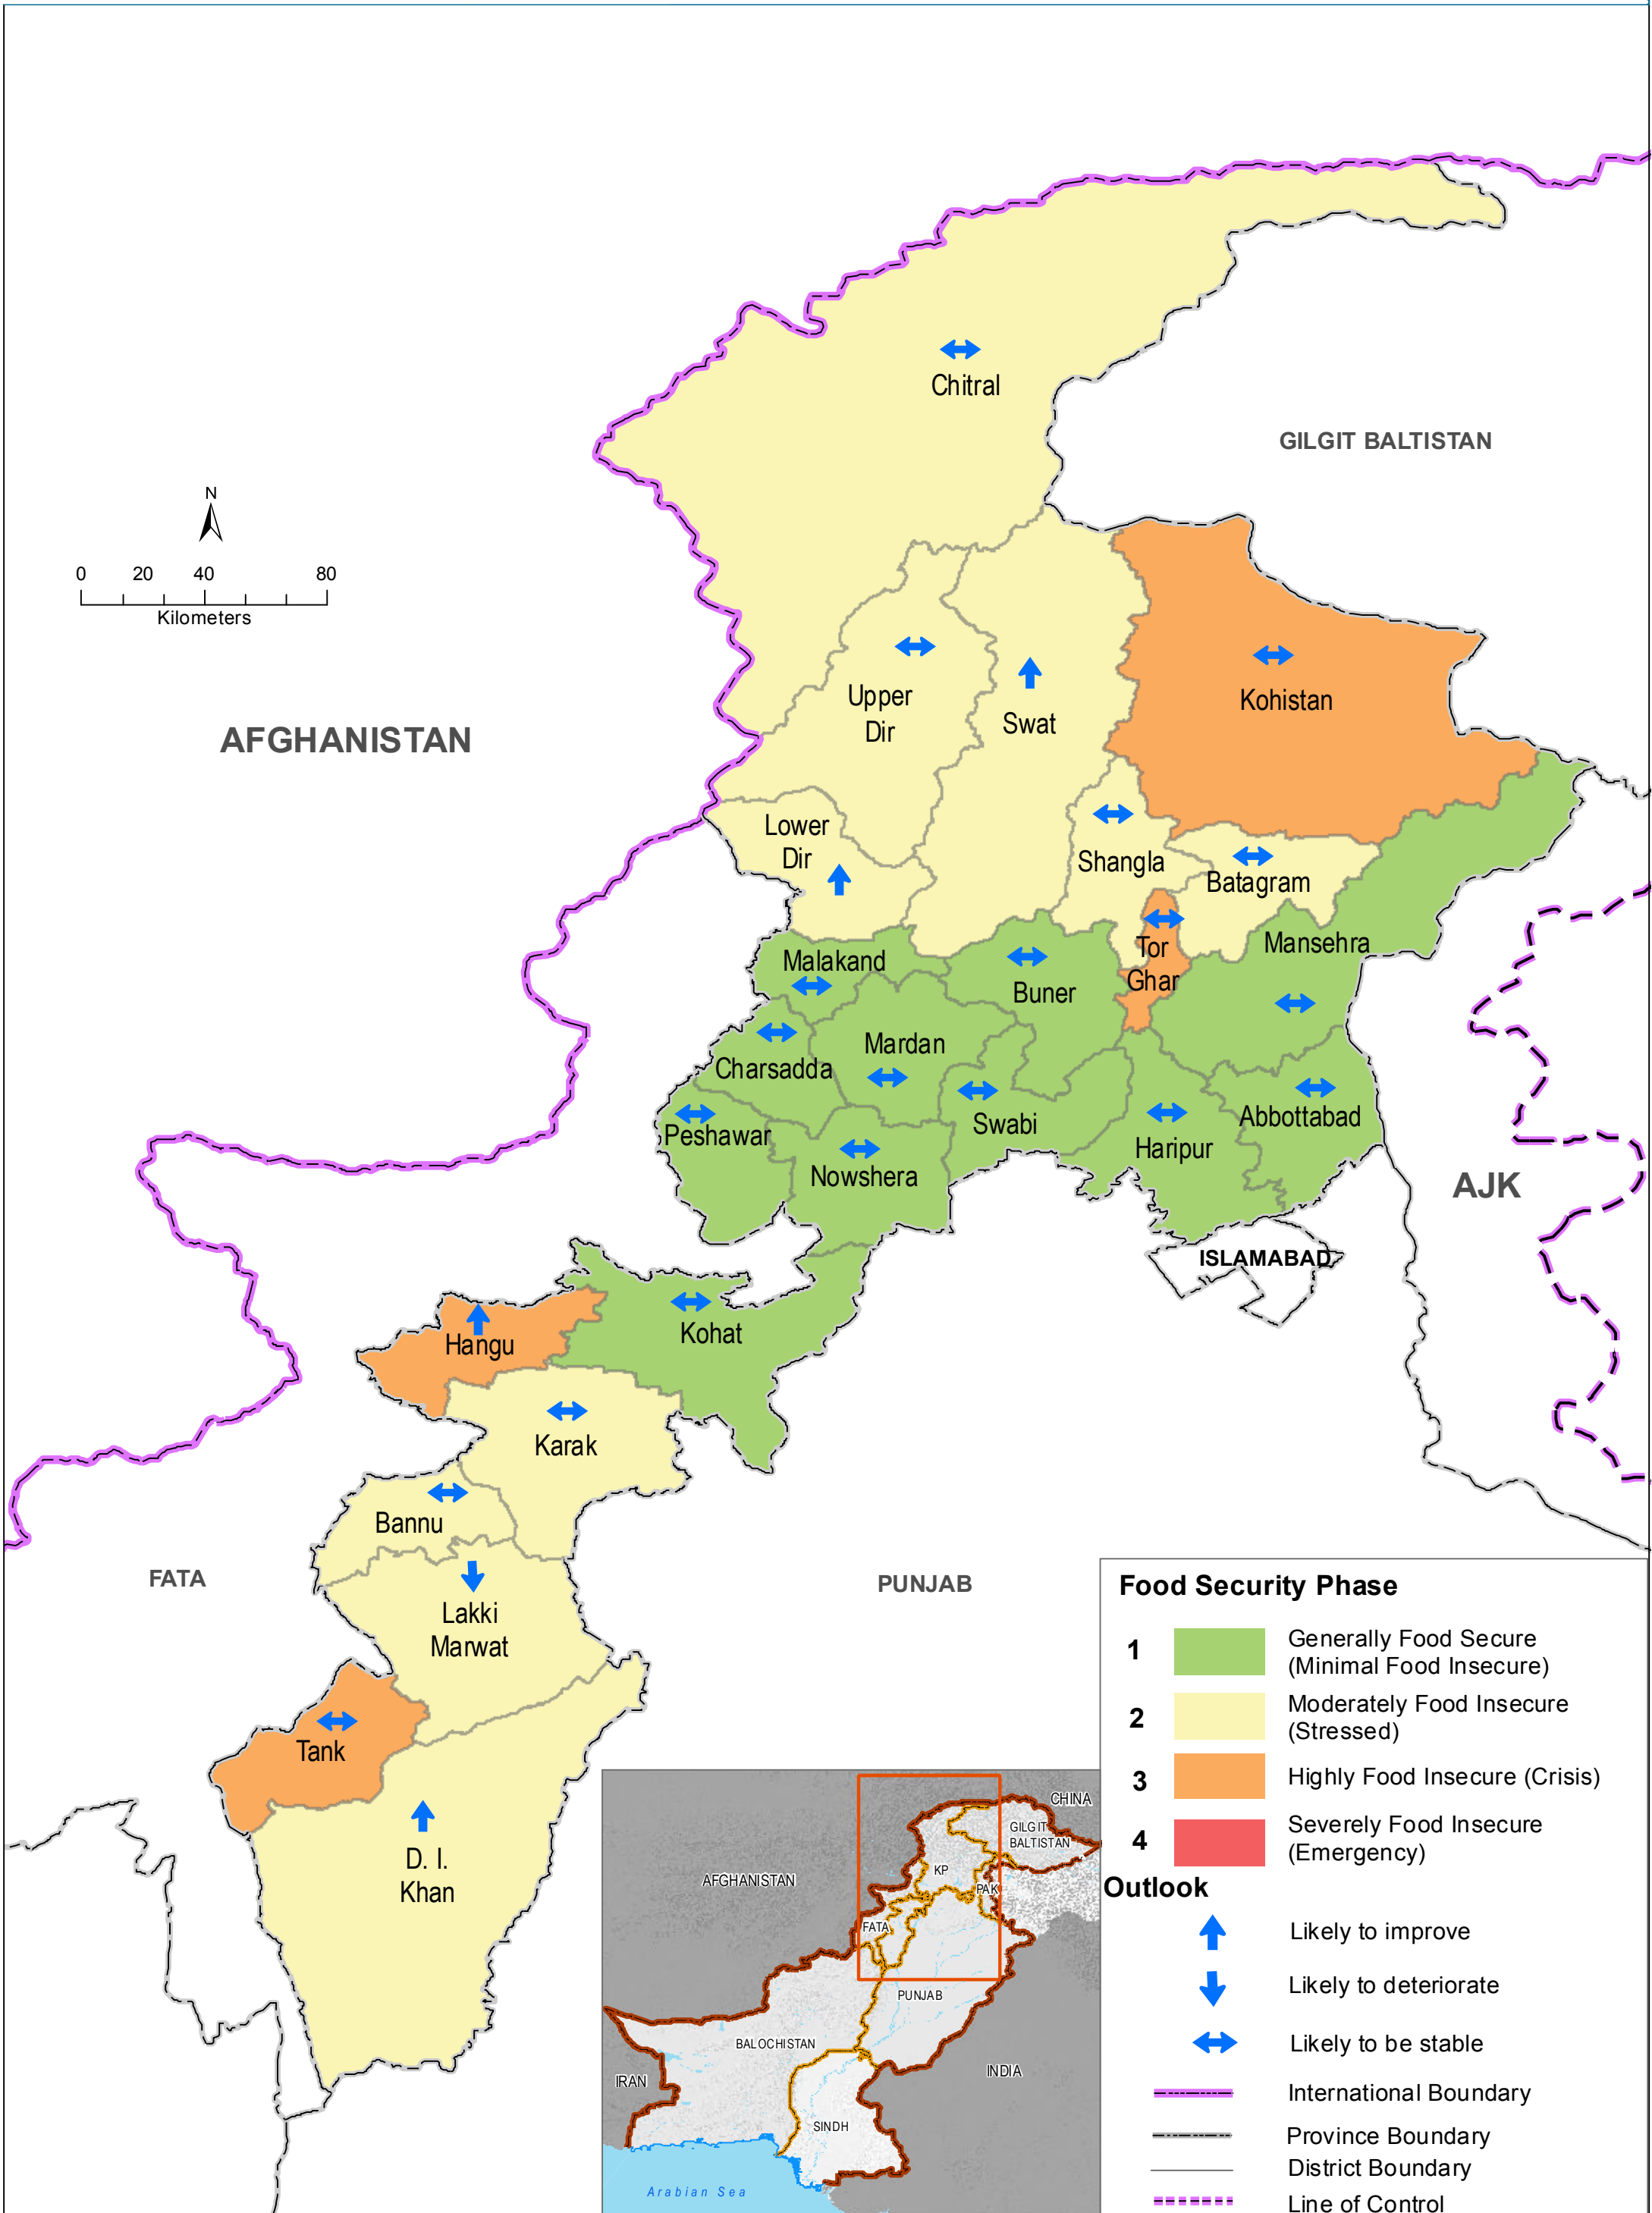 Chitral
GILGIT BALTISTAN
N
0 20 40 80
Kilometers
Upper
Dir
Swat
Kohistan
AFGHANISTAN
Lower
Dir
Shangla
Batagram
Tor
Ghar
Mansehra
Malakand
Buner
Mardan
Charsadda
Swabi
Abbottabad
Peshawar
Haripur
Nowshera
AJK
ISLAMABAD
Kohat
Hangu
Karak
Bannu
FATA
PUNJAB
Lakki
Marwat
Tank
D. I.
Khan
Food Security Phase
1 Generally Food Secure
(Minimal Food Insecure)
2 Moderately Food Insecure
(Stressed)
3 Highly Food Insecure (Crisis)
4 Severely Food Insecure
(Emergency)
Outlook
Likely to improve
Likely to deteriorate
Likely to be stable
International Boundary
Province Boundary
District Boundary
Line of Control
CHINA
GILGIT
BALTISTAN
KP
AFGHANISTAN
PAK
FATA
PUNJAB
BALOCHISTAN
INDIA
IRAN
SINDH
Arabian Sea